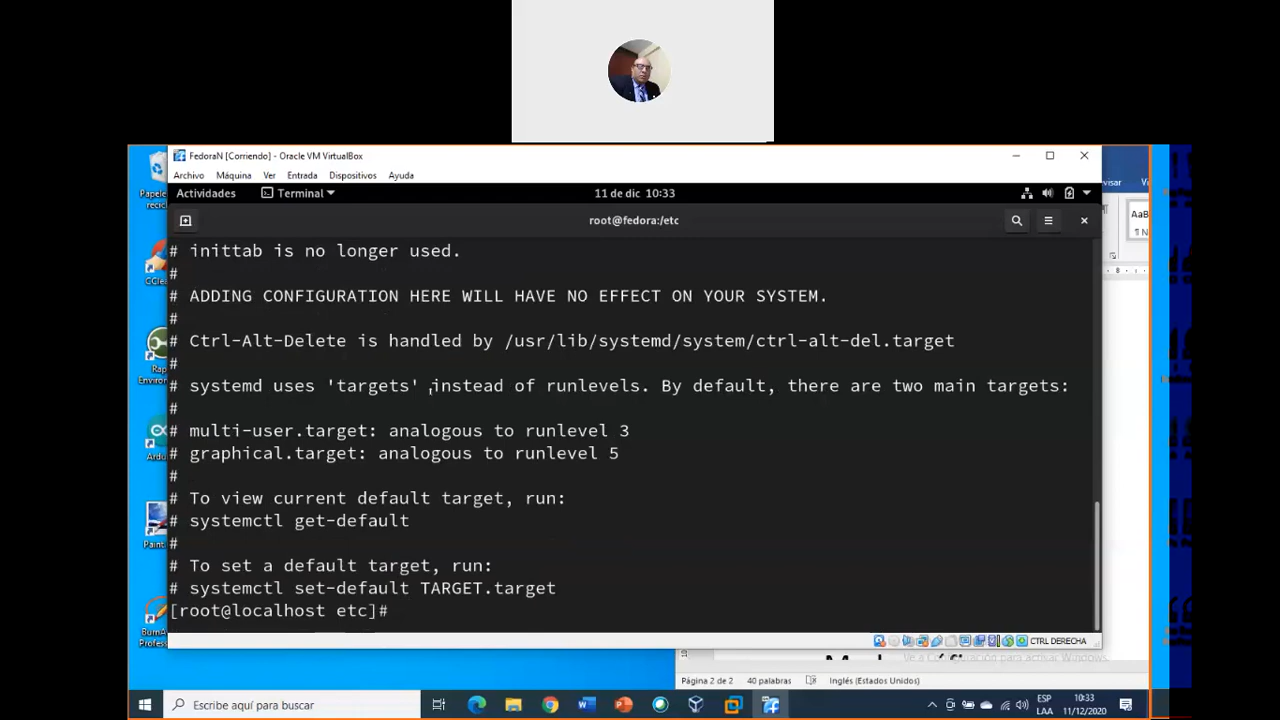 FedoraN [Corriendo] - Oracle VM VirtualBox
Archivo Máquina Ver Entrada Dispositivos Ayuda
Actividades Terminal 11 de dic 10:33
root@fedora:/etc
# inittab is no longer used.
#
# ADDING CONFIGURATION HERE WILL HAVE NO EFFECT ON YOUR SYSTEM.
#
# Ctrl-Alt-Delete is handled by /usr/lib/systemd/system/ctrl-alt-del.target
#
# systemd uses 'targets' instead of runlevels. By default, there are two main targets:
#
# multi-user.target: analogous to runlevel 3
# graphical.target: analogous to runlevel 5
#
# To view current default target, run:
# systemctl get-default
#
# To set a default target, run:
# systemctl set-default TARGET.target
[root@localhost etc]#
CTRL DERECHA
Ve a Configuración para activar Windows.
Página 2 de 2 40 palabras Inglés (Estados Unidos)
Escribe aquí para buscar
ESP
LAA
10:33
11/12/2020